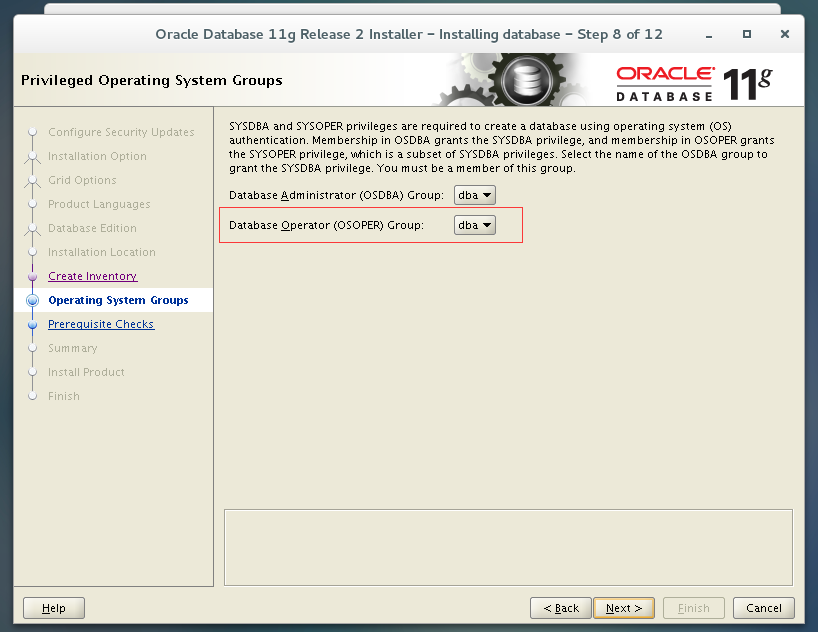 Oracle Database 11g Release 2 Installer – Installing database – Step 8 of 12
Privileged Operating System Groups
ORACLE®
DATABASE
11g
Configure Security Updates
Installation Option
Grid Options
Product Languages
Database Edition
Installation Location
Create Inventory
Operating System Groups
Prerequisite Checks
Summary
Install Product
Finish
SYSDBA and SYSOPER privileges are required to create a database using operating system (OS)
authentication. Membership in OSDBA grants the SYSDBA privilege, and membership in OSOPER grants
the SYSOPER privilege, which is a subset of SYSDBA privileges. Select the name of the OSDBA group to
grant the SYSDBA privilege. You must be a member of this group.
Database Administrator (OSDBA) Group: dba
Database Operator (OSOPER) Group: dba
Help
< Back
Next >
Finish
Cancel